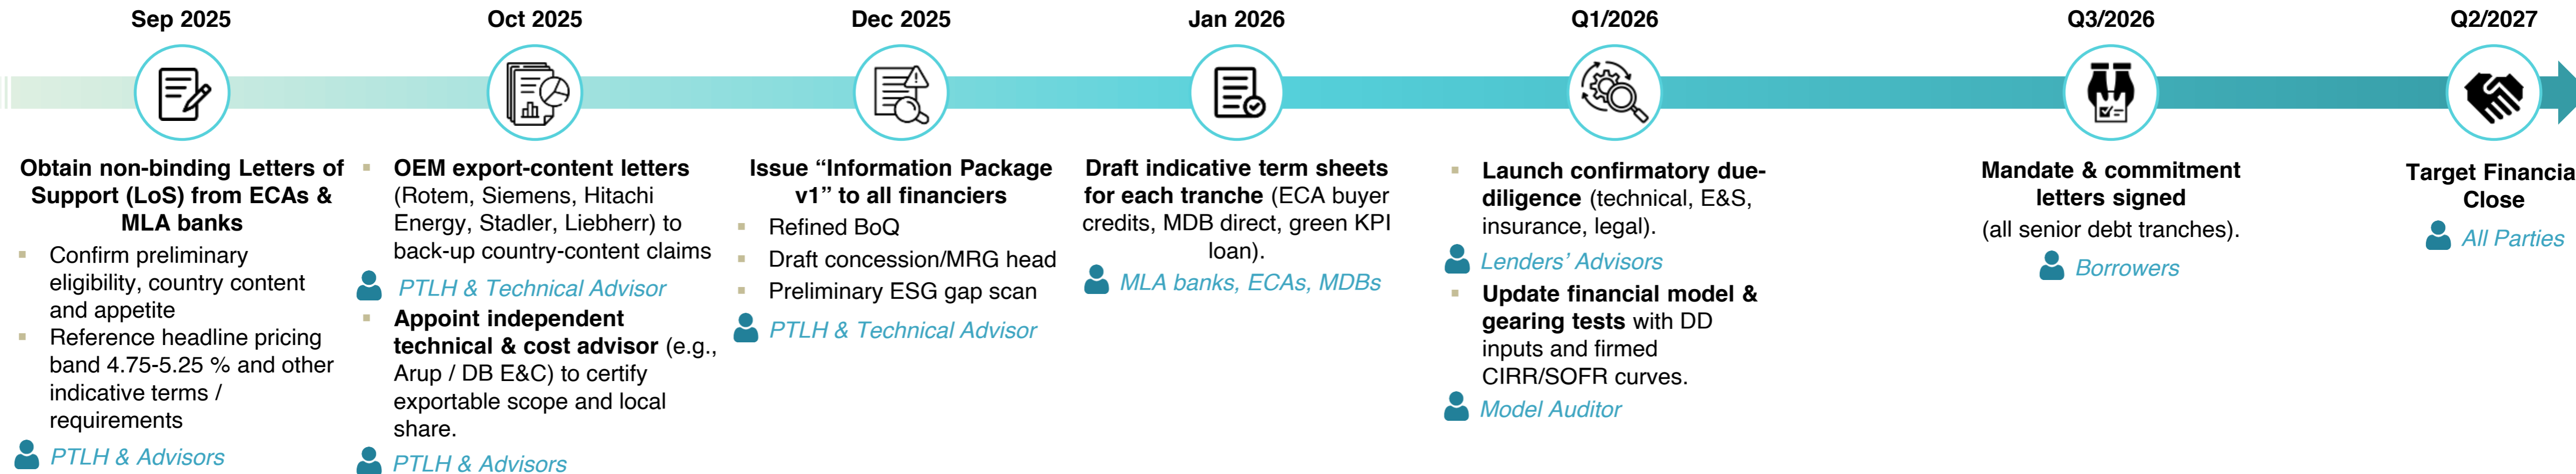 Sep 2025
Obtain non-binding Letters of
Support (LoS) from ECAs &
MLA banks
▪ Confirm preliminary
eligibility, country content
and appetite
▪ Reference headline pricing
band 4.75-5.25 % and other
indicative terms /
requirements
PTLH & Advisors
Oct 2025
▪ OEM export-content letters
(Rotem, Siemens, Hitachi
Energy, Stadler, Liebherr) to
back-up country-content claims
PTLH & Technical Advisor
▪ Appoint independent
technical & cost advisor (e.g.,
Arup / DB E&C) to certify
exportable scope and local
share.
PTLH & Advisors
Dec 2025
Issue “Information Package
v1” to all financiers
▪ Refined BoQ
▪ Draft concession/MRG head
▪ Preliminary ESG gap scan
PTLH & Technical Advisor
Jan 2026
Draft indicative term sheets
for each tranche (ECA buyer
credits, MDB direct, green KPI
loan).
MLA banks, ECAs, MDBs
Q1/2026
▪ Launch confirmatory due-
diligence (technical, E&S,
insurance, legal).
Lenders’ Advisors
▪ Update financial model &
gearing tests with DD
inputs and firmed
CIRR/SOFR curves.
Model Auditor
Q3/2026
Mandate & commitment
letters signed
(all senior debt tranches).
Borrowers
Q2/2027
Target Financia
Close
All Parties